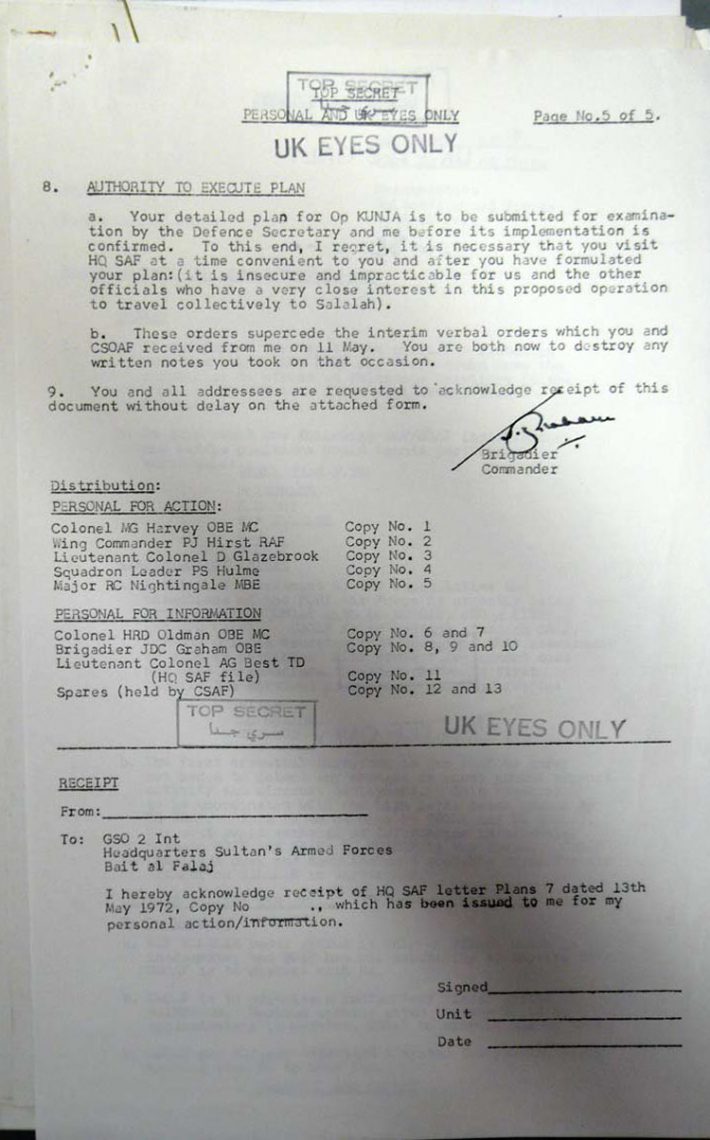 TOP SECRET
TOP SECRET
سري جدا
PERSONAL AND UK EYES ONLY Page No.5 of 5.
UK EYES ONLY
8. AUTHORITY TO EXECUTE PLAN
a. Your detailed plan for Op KUNJA is to be submitted for examina-
tion by the Defence Secretary and me before its implementation is
confirmed. To this end, I regret, it is necessary that you visit
HQ SAF at a time convenient to you and after you have formulated
your plan:(it is insecure and impracticable for us and the other
officials who have a very close interest in this proposed operation
to travel collectively to Salalah).
b. These orders supercede the interim verbal orders which you and
CSOAF received from me on 11 May. You are both now to destroy any
written notes you took on that occasion.
9. You and all addressees are requested to acknowledge receipt of this
document without delay on the attached form.
J. Graham
Brigadier
Commander
Distribution:
PERSONAL FOR ACTION:
Colonel MG Harvey OBE MC Copy No. 1
Wing Commander PJ Hirst RAF Copy No. 2
Lieutenant Colonel D Glazebrook Copy No. 3
Squadron Leader PS Hulme Copy No. 4
Major RC Nightingale MBE Copy No. 5
PERSONAL FOR INFORMATION
Colonel HRD Oldman OBE MC Copy No. 6 and 7
Brigadier JDC Graham OBE Copy No. 8, 9 and 10
Lieutenant Colonel AG Best TD
(HQ SAF file) Copy No. 11
Spares (held by CSAF) Copy No. 12 and 13
TOP SECRET
سري جدا
UK EYES ONLY
RECEIPT
From:
To: GSO 2 Int
Headquarters Sultan's Armed Forces
Bait al Falaj
I hereby acknowledge receipt of HQ SAF letter Plans 7 dated 13th
May 1972, Copy No ., which has been issued to me for my
personal action/information.
Signed
Unit
Date